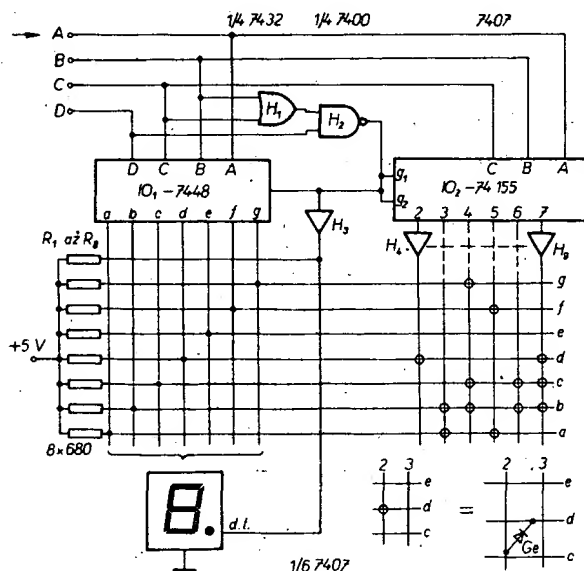 1/4 7432 1/4 7400 7407
A
B
C
D
H1
H2
D C B A
C B A
IO1-7448
g1
g2
IO2-74 155
a b c d e f g
2 3 4 5 6 7
R1 až R8
H3
H4
H9
g
f
e
+5 V
d
c
b
a
8×680
2 3
e
d
c
=
2 3
e
d
Ge
c
8.
d.t.
1/6 7407